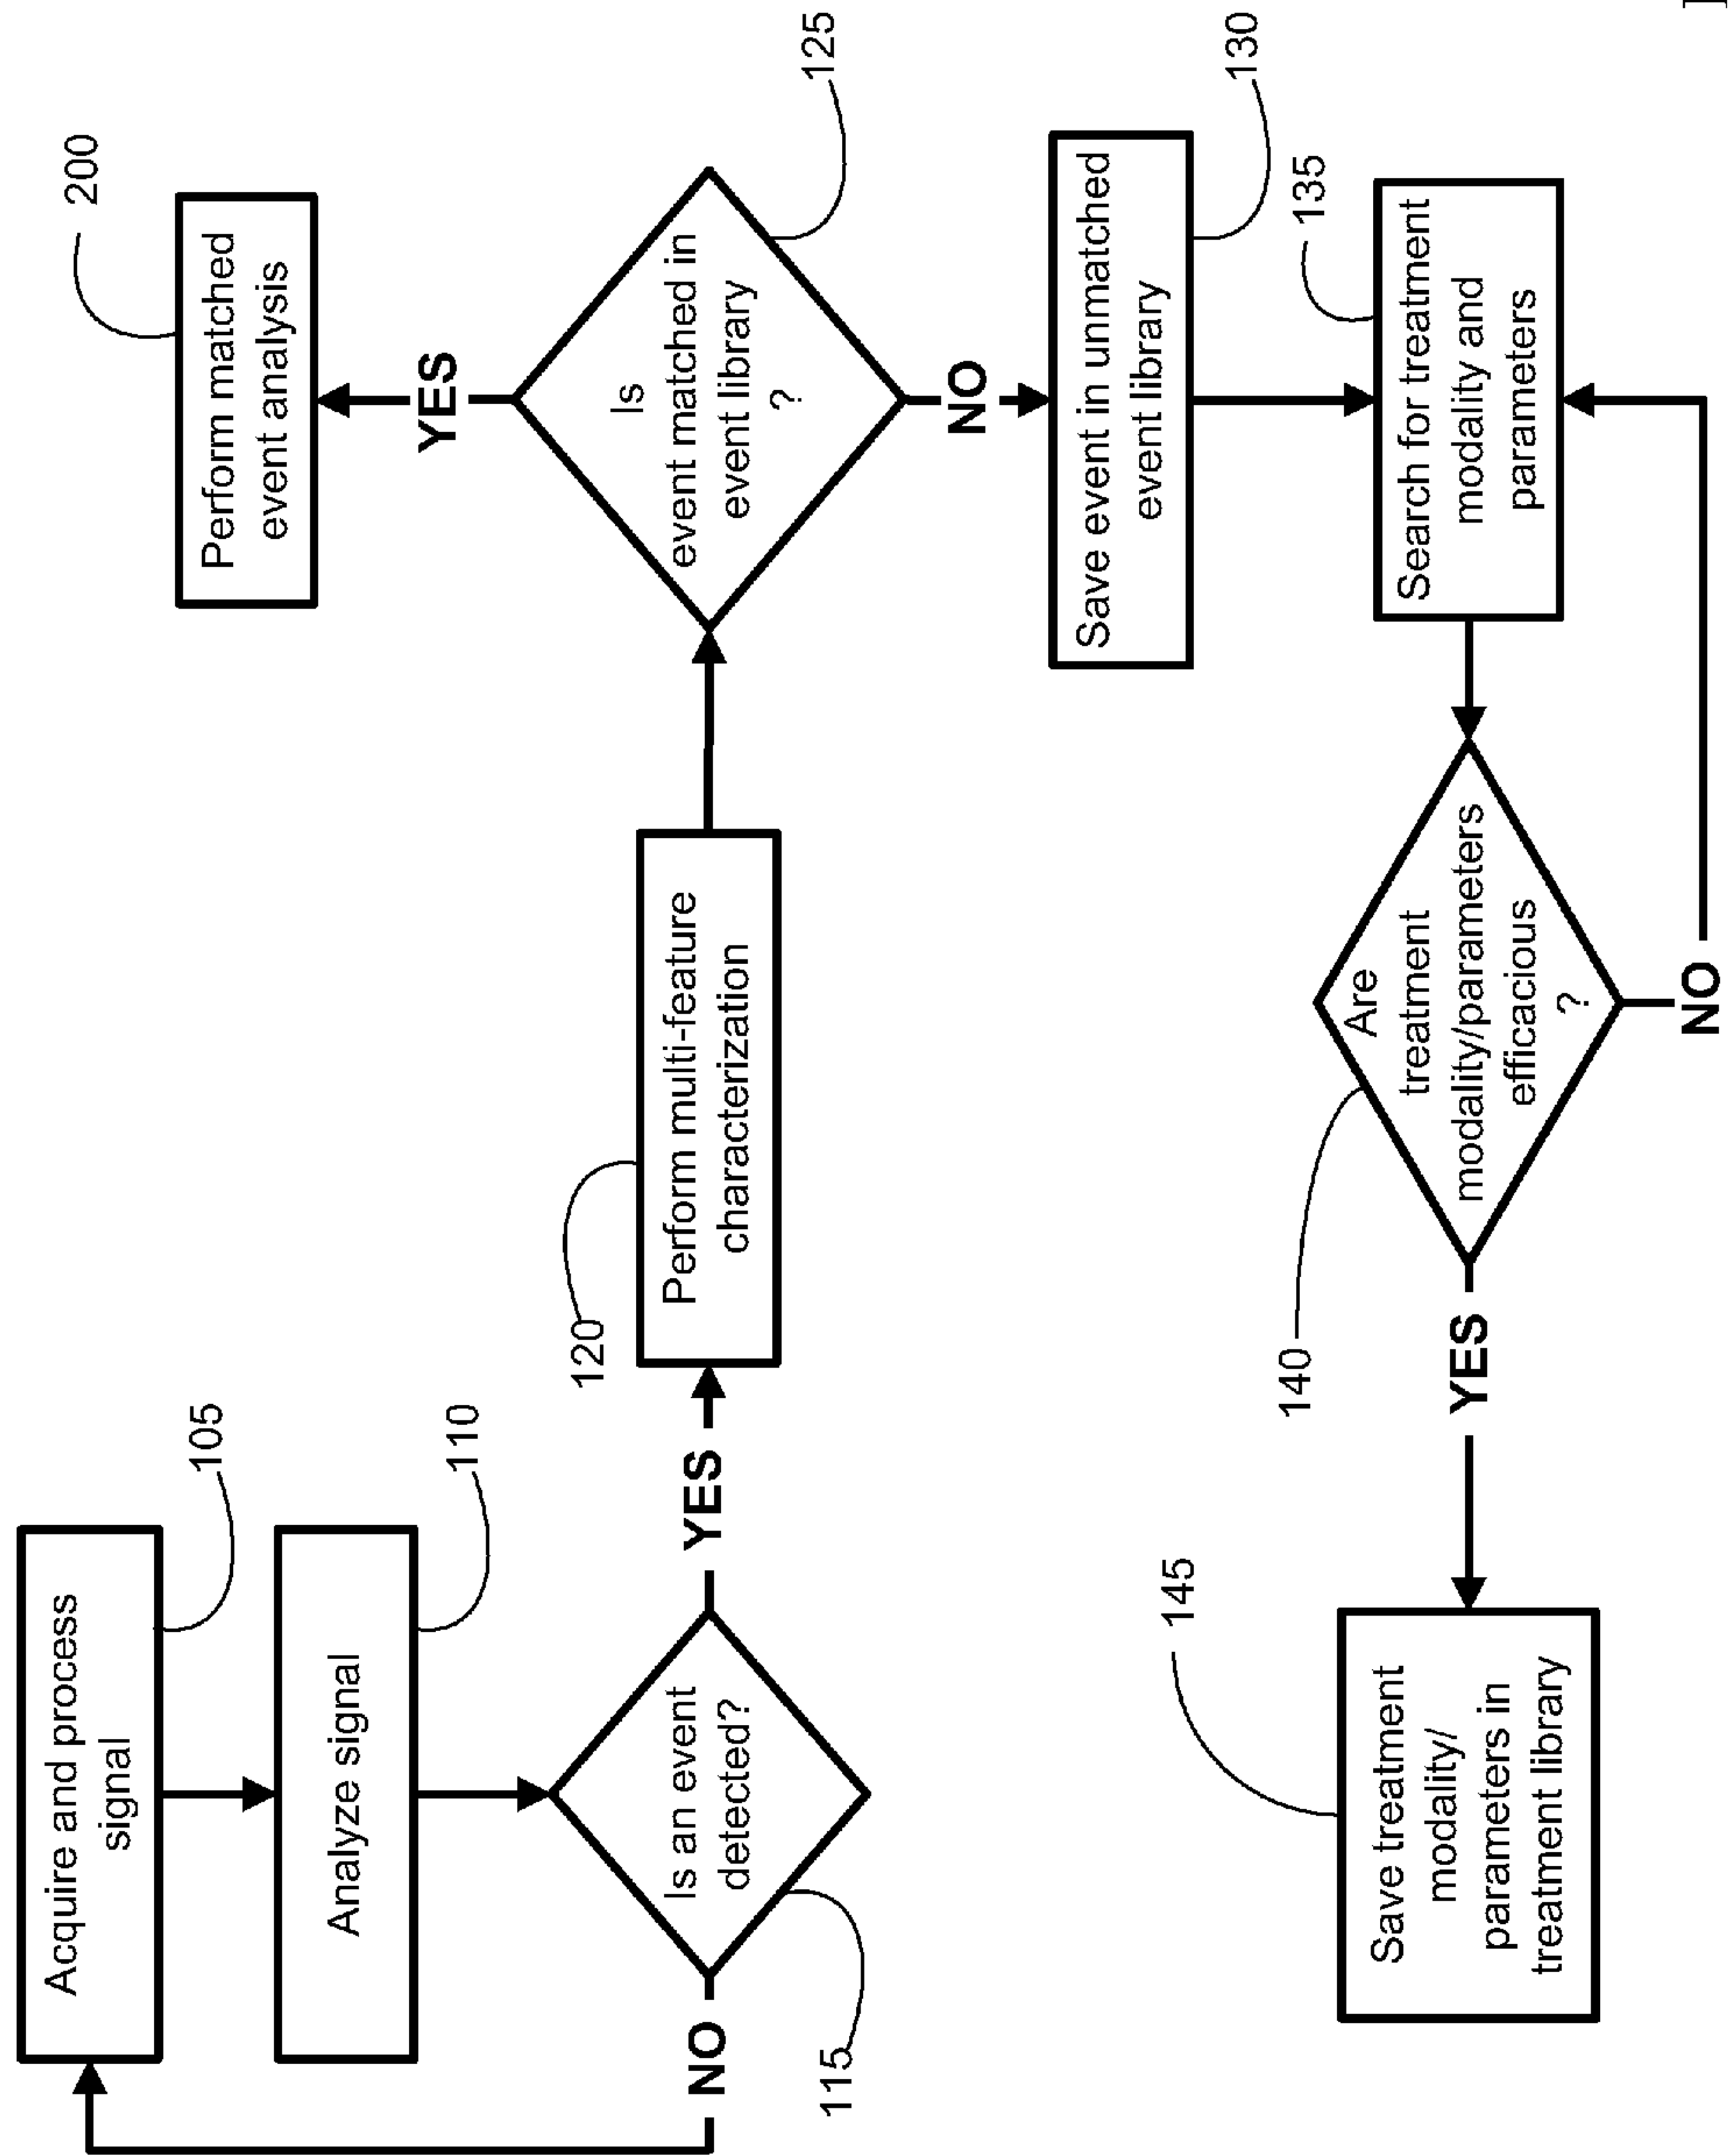 Acquire and process
signal
105
Analyze signal
110
Is an event
detected?
115
NO
YES
120
Perform multi-feature
characterization
Is
event matched in
event library
?
125
YES
200
Perform matched
event analysis
NO
Save event in unmatched
event library
130
135
Search for treatment
modality and
parameters
140
Are
treatment
modality/parameters
efficacious
?
NO
YES
145
Save treatment
modality/
parameters in
treatment library